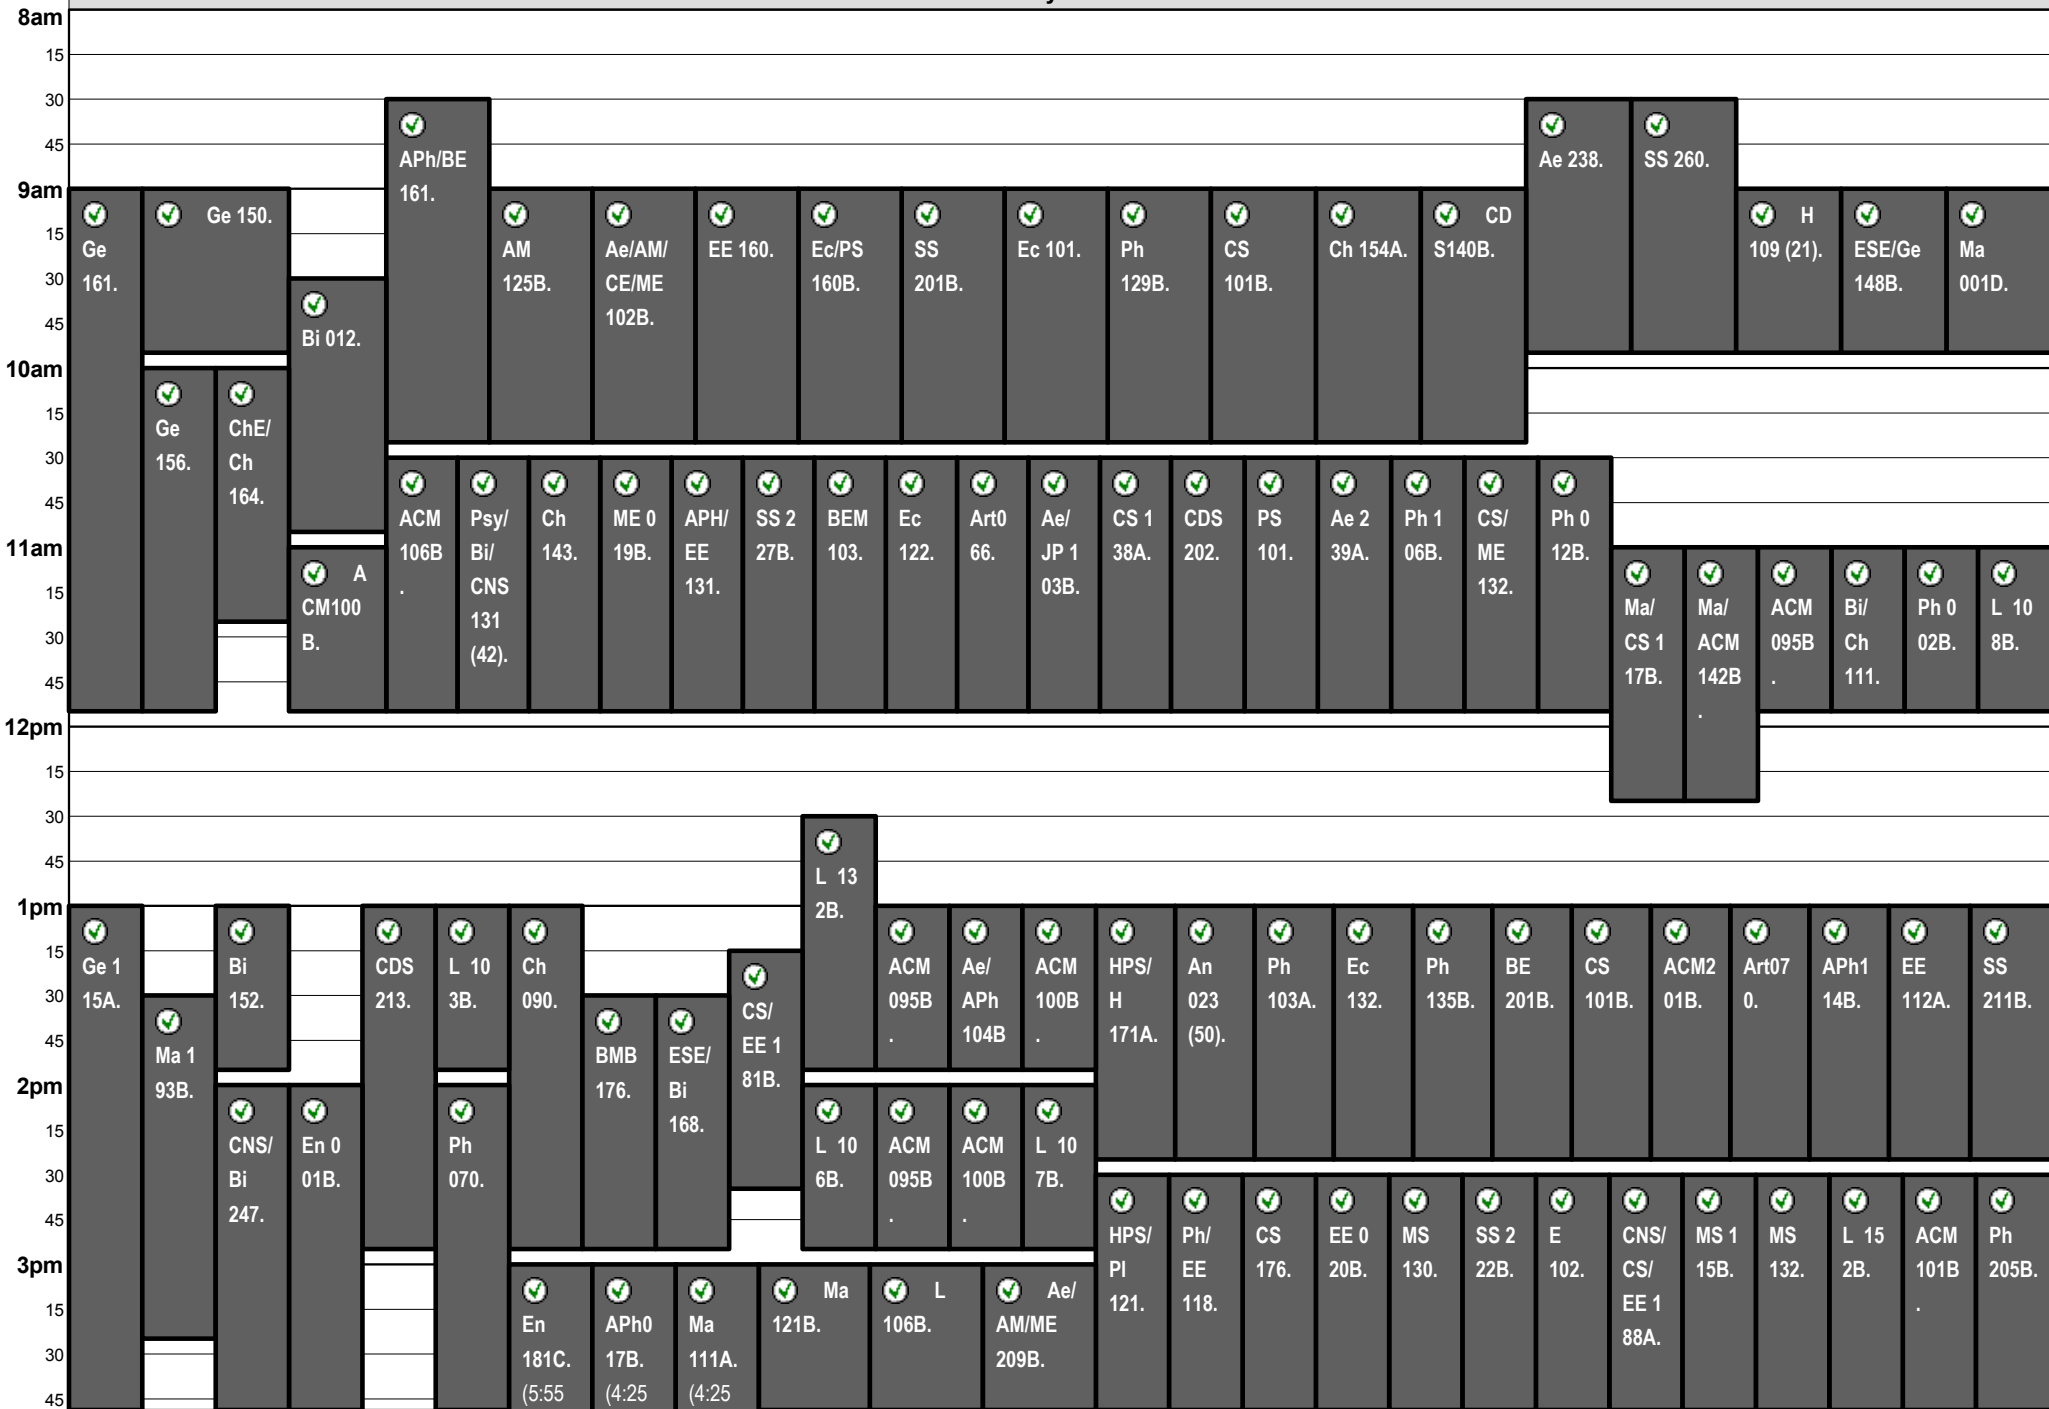 8am
15
30
45
9am
15
30
45
10am
15
30
45
11am
15
30
45
12pm
15
30
45
1pm
15
30
45
2pm
15
30
45
3pm
15
30
45
APh/BE
161.
Ae 238.
SS 260.
Ge
161.
Ge 150.
AM
125B.
Ae/AM/
CE/ME
102B.
EE 160.
Ec/PS
160B.
SS
201B.
Ec 101.
Ph
129B.
CS
101B.
Ch 154A.
CD
S140B.
H
109 (21).
ESE/Ge
148B.
Ma
001D.
Bi 012.
Ge
156.
ChE/
Ch
164.
ACM
106B
.
Psy/
Bi/
CNS
131
(42).
Ch
143.
ME 0
19B.
APH/
EE
131.
SS 2
27B.
BEM
103.
Ec
122.
Art0
66.
Ae/
JP 1
03B.
CS 1
38A.
CDS
202.
PS
101.
Ae 2
39A.
Ph 1
06B.
CS/
ME
132.
Ph 0
12B.
A
CM100
B.
Ma/
CS 1
17B.
Ma/
ACM
142B
.
ACM
095B
.
Bi/
Ch
111.
Ph 0
02B.
L 10
8B.
L 13
2B.
Ge 1
15A.
Bi
152.
CDS
213.
L 10
3B.
Ch
090.
ACM
095B
.
Ae/
APh
104B
.
ACM
100B
.
HPS/
H
171A.
An
023
(50).
Ph
103A.
Ec
132.
Ph
135B.
BE
201B.
CS
101B.
ACM2
01B.
Art07
0.
APh1
14B.
EE
112A.
SS
211B.
CS/
EE 1
81B.
Ma 1
93B.
BMB
176.
ESE/
Bi
168.
CNS/
Bi
247.
En 0
01B.
Ph
070.
L 10
6B.
ACM
095B
.
ACM
100B
.
L 10
7B.
HPS/
Pl
121.
Ph/
EE
118.
CS
176.
EE 0
20B.
MS
130.
SS 2
22B.
E
102.
CNS/
CS/
EE 1
88A.
MS 1
15B.
MS
132.
L 15
2B.
ACM
101B
.
Ph
205B.
En
181C.
(5:55
APh0
17B.
(4:25
Ma
111A.
(4:25
Ma
121B.
L
106B.
Ae/
AM/ME
209B.